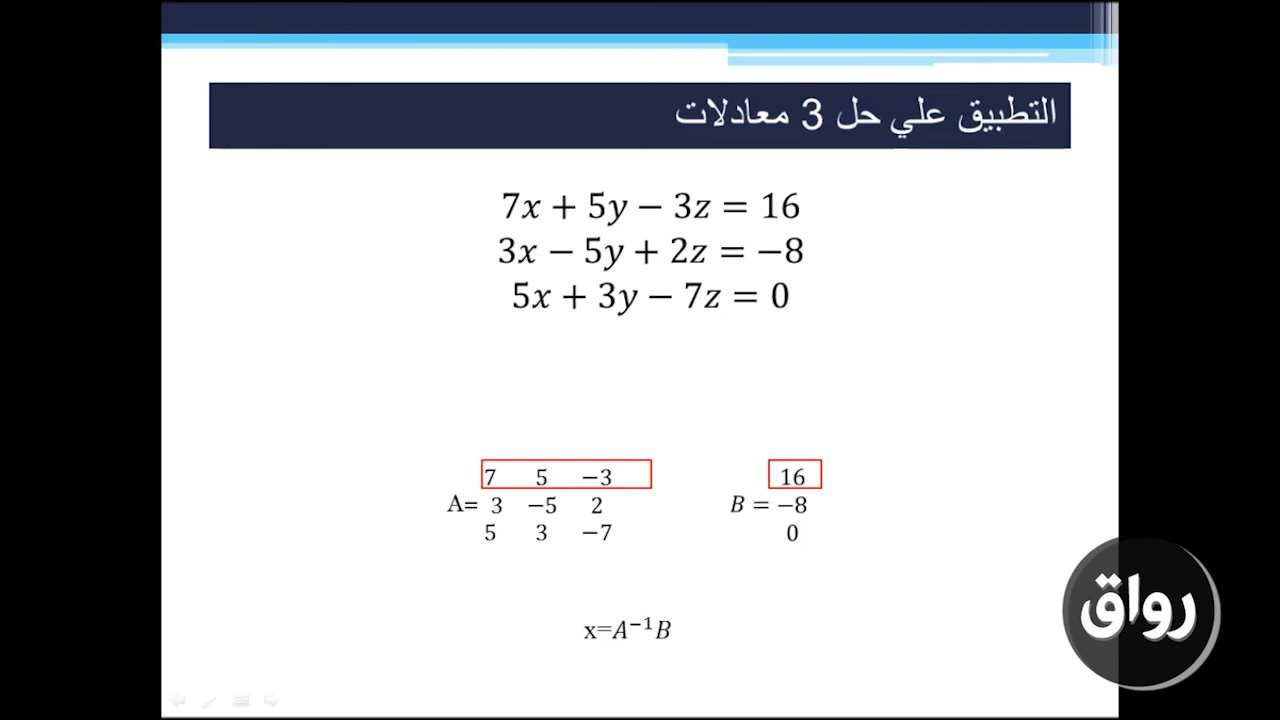 التطبيق علي حل 3 معادلات
7x + 5y − 3z = 16
3x − 5y + 2z = −8
5x + 3y − 7z = 0
7 5 −3
A= 3 −5 2
5 3 −7
16
B = −8
0
x=A⁻¹B
رواق